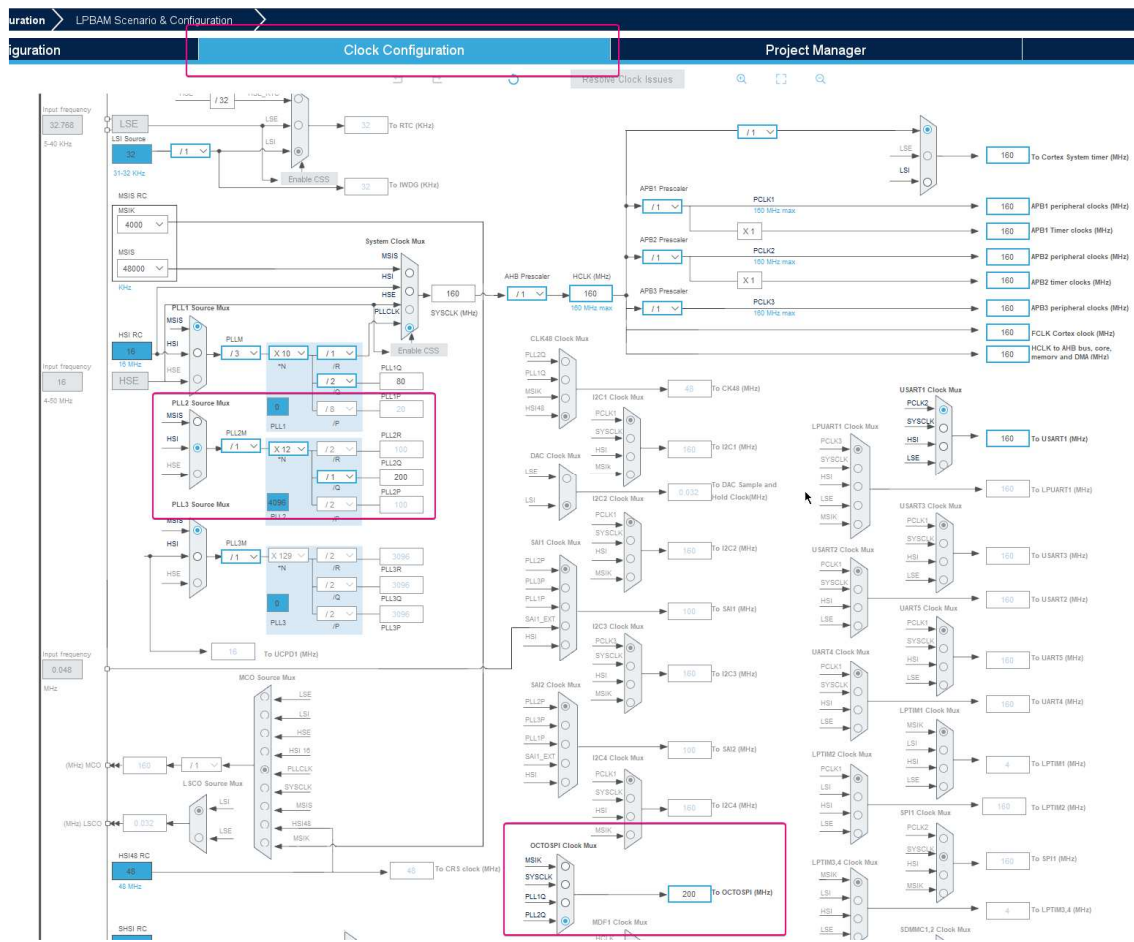 uration
LPBAM Scenario & Configuration
iguration
Clock Configuration
Project Manager
Resolve Clock Issues
Input frequency
32.768
3-40 KHz
LSE
LSI Source
32
31-32 KHz
/ 1
/ 32
LSE
LSI
Enable CSS
32
To RTC (KHz)
32
To IWDG (KHz)
MSIS RC
MSIK
4000
MSIS
48000
KHz
System Clock Mux
MSIS
HSI
HSE
PLLCLK
Enable CSS
160
SYSCLK (MHz)
AHB Prescaler
/ 1
HCLK (MHz)
160
160 MHz max
/ 1
LSE
LSI
160
To Cortex System timer (MHz)
APB1 Prescaler
/ 1
PCLK1
160 MHz max
160
APB1 peripheral clocks (MHz)
X 1
160
APB1 Timer clocks (MHz)
APB2 Prescaler
/ 1
PCLK2
160 MHz max
160
APB2 peripheral clocks (MHz)
X 1
160
APB2 timer clocks (MHz)
APB3 Prescaler
/ 1
PCLK3
160 MHz max
160
APB3 peripheral clocks (MHz)
160
FCLK Cortex clock (MHz)
160
HCLK to AHB bus, core,
memory and DMA (MHz)
HSI RC
16
16 MHz
Input frequency
16
4-50 MHz
HSE
PLL1 Source Mux
MSIS
HSI
HSE
PLLM
/ 3
X 10
*N
/ 1
/R
PLL1Q
/ 2
/Q
80
PLL1P
/ 8
/P
20
0
PLL1
PLL2 Source Mux
MSIS
HSI
HSE
PLL2M
/ 1
X 12
*N
/ 2
/R
PLL2R
100
PLL2Q
/ 1
/Q
200
PLL2P
/ 2
/P
100
4096
PLL2
PLL3 Source Mux
MSIS
HSI
HSE
PLL3M
/ 1
X 129
*N
/ 2
/R
3096
PLL3R
/ 2
/Q
3096
PLL3Q
/ 2
/P
3096
PLL3P
0
PLL3
16
To UCPD1 (MHz)
Input frequency
0.048
MHz
MCO Source Mux
LSE
LSI
HSE
HSI 16
PLLCLK
SYSCLK
MSIS
HSI48
MSIK
(MHz) MCO
160
/ 1
LSCO Source Mux
LSI
LSE
(MHz) LSCO
0.032
HSI48 RC
48
48 MHz
48
To CRS clock (MHz)
SHSI RC
CLK48 Clock Mux
PLL2Q
PLL1Q
MSIK
HSI48
48
To CK48 (MHz)
I2C1 Clock Mux
PCLK1
SYSCLK
HSI
MSIK
160
To I2C1 (MHz)
DAC Clock Mux
LSE
LSI
0.032
To DAC Sample and
Hold Clock(MHz)
I2C2 Clock Mux
PCLK1
SYSCLK
HSI
MSIK
160
To I2C2 (MHz)
SAI1 Clock Mux
PLL2P
PLL3P
PLL1P
SAI1_EXT
HSI
100
To SAI1 (MHz)
I2C3 Clock Mux
PCLK3
SYSCLK
HSI
MSIK
160
To I2C3 (MHz)
SAI2 Clock Mux
PLL2P
PLL3P
PLL1P
SAI1_EXT
HSI
100
To SAI2 (MHz)
I2C4 Clock Mux
PCLK1
SYSCLK
HSI
MSIK
160
To I2C4 (MHz)
OCTOSPI Clock Mux
MSIK
SYSCLK
PLL1Q
PLL2Q
200
To OCTOSPI (MHz)
MDF1 Clock Mux
HCLK
USART1 Clock Mux
PCLK2
SYSCLK
HSI
LSE
160
To USART1 (MHz)
LPUART1 Clock Mux
PCLK3
SYSCLK
HSI
LSE
MSIK
160
To LPUART1 (MHz)
USART3 Clock Mux
PCLK1
SYSCLK
HSI
LSE
160
To USART3 (MHz)
USART2 Clock Mux
PCLK1
SYSCLK
HSI
LSE
160
To USART2 (MHz)
UART5 Clock Mux
PCLK1
SYSCLK
HSI
LSE
160
To UART5 (MHz)
UART4 Clock Mux
PCLK1
SYSCLK
HSI
LSE
160
To UART4 (MHz)
LPTIM1 Clock Mux
MSIK
LSI
HSI
LSE
4
To LPTIM1 (MHz)
LPTIM2 Clock Mux
PCLK1
LSI
HSI
LSE
160
To LPTIM2 (MHz)
SPI1 Clock Mux
PCLK2
SYSCLK
HSI
MSIK
160
To SPI1 (MHz)
LPTIM3,4 Clock Mux
MSIK
LSI
HSI
LSE
4
To LPTIM3,4 (MHz)
SDMMC1,2 Clock Mux